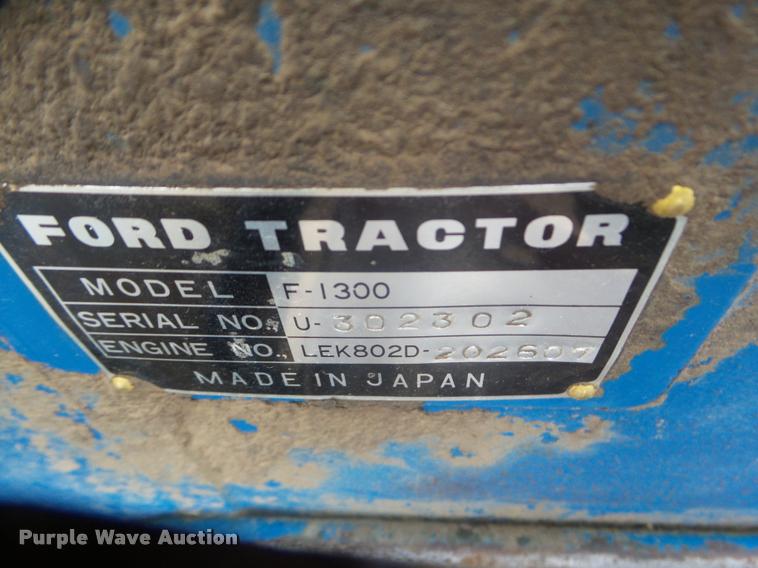 FORD TRACTOR
MODEL F-1300
SERIAL NO. U-302302
ENGINE NO. LEK802D-202607
MADE IN JAPAN
Purple Wave Auction